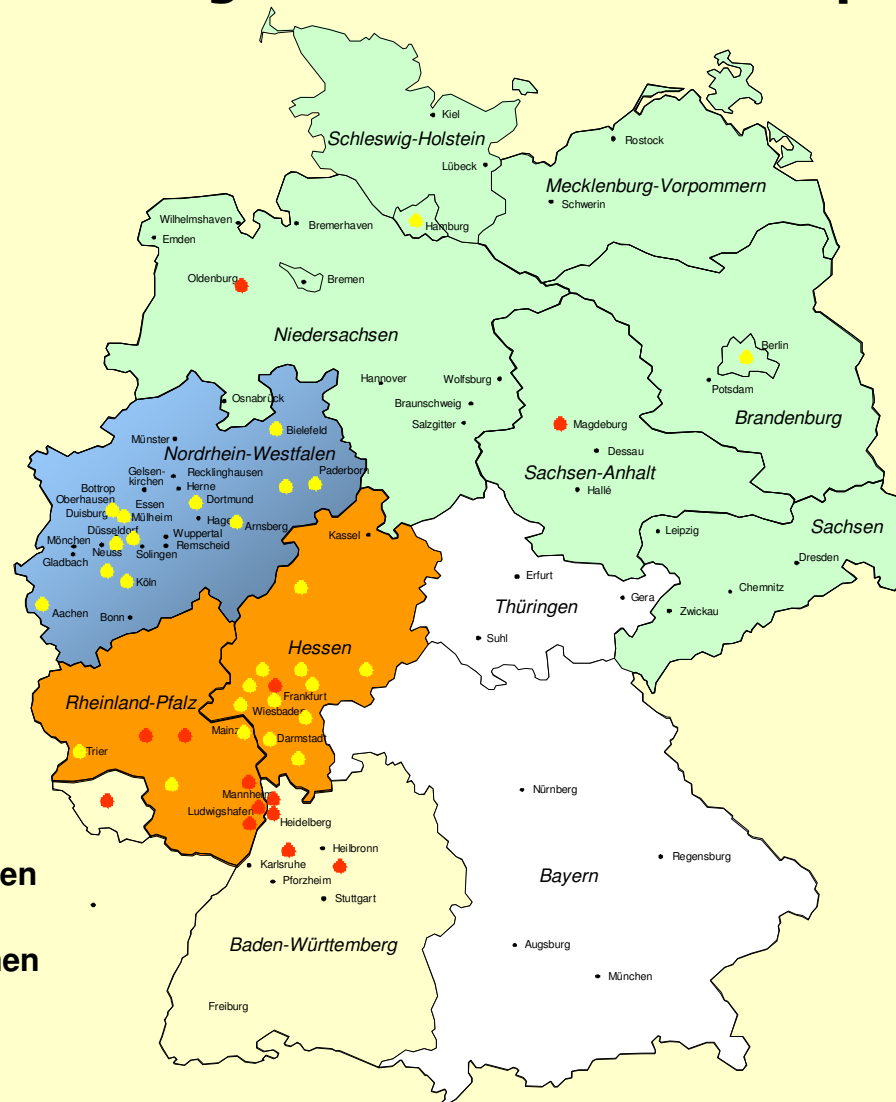 Kiel
Schleswig-Holstein
Rostock
Lübeck
Mecklenburg-Vorpommern
Schwerin
Wilhelmshaven
Bremerhaven
Hamburg
Emden
Oldenburg
Bremen
Niedersachsen
Berlin
Hannover
Wolfsburg
Potsdam
Osnabrück
Braunschweig
Brandenburg
Salzgitter
Magdeburg
Bielefeld
Münster
Nordrhein-Westfalen
Dessau
Sachsen-Anhalt
Gelsen-
kirchen
Recklinghausen
Paderborn
Bottrop
Herne
Hallé
Oberhausen
Dortmund
Essen
Duisburg
Mülheim
Hagen
Arnsberg
Sachsen
Düsseldorf
Wuppertal
Kassel
Leipzig
Mönchen
Gladbach
Neuss
Solingen
Remscheid
Dresden
Köln
Erfurt
Chemnitz
Aachen
Bonn
Thüringen
Gera
Zwickau
Suhl
Hessen
Rheinland-Pfalz
Frankfurt
Wiesbaden
Mainz
Darmstadt
Trier
Mannheim
Nürnberg
Ludwigshafen
Heidelberg
Heilbronn
Karlsruhe
Regensburg
en
Pforzheim
Bayern
Stuttgart
Baden-Württemberg
Augsburg
en
München
Freiburg